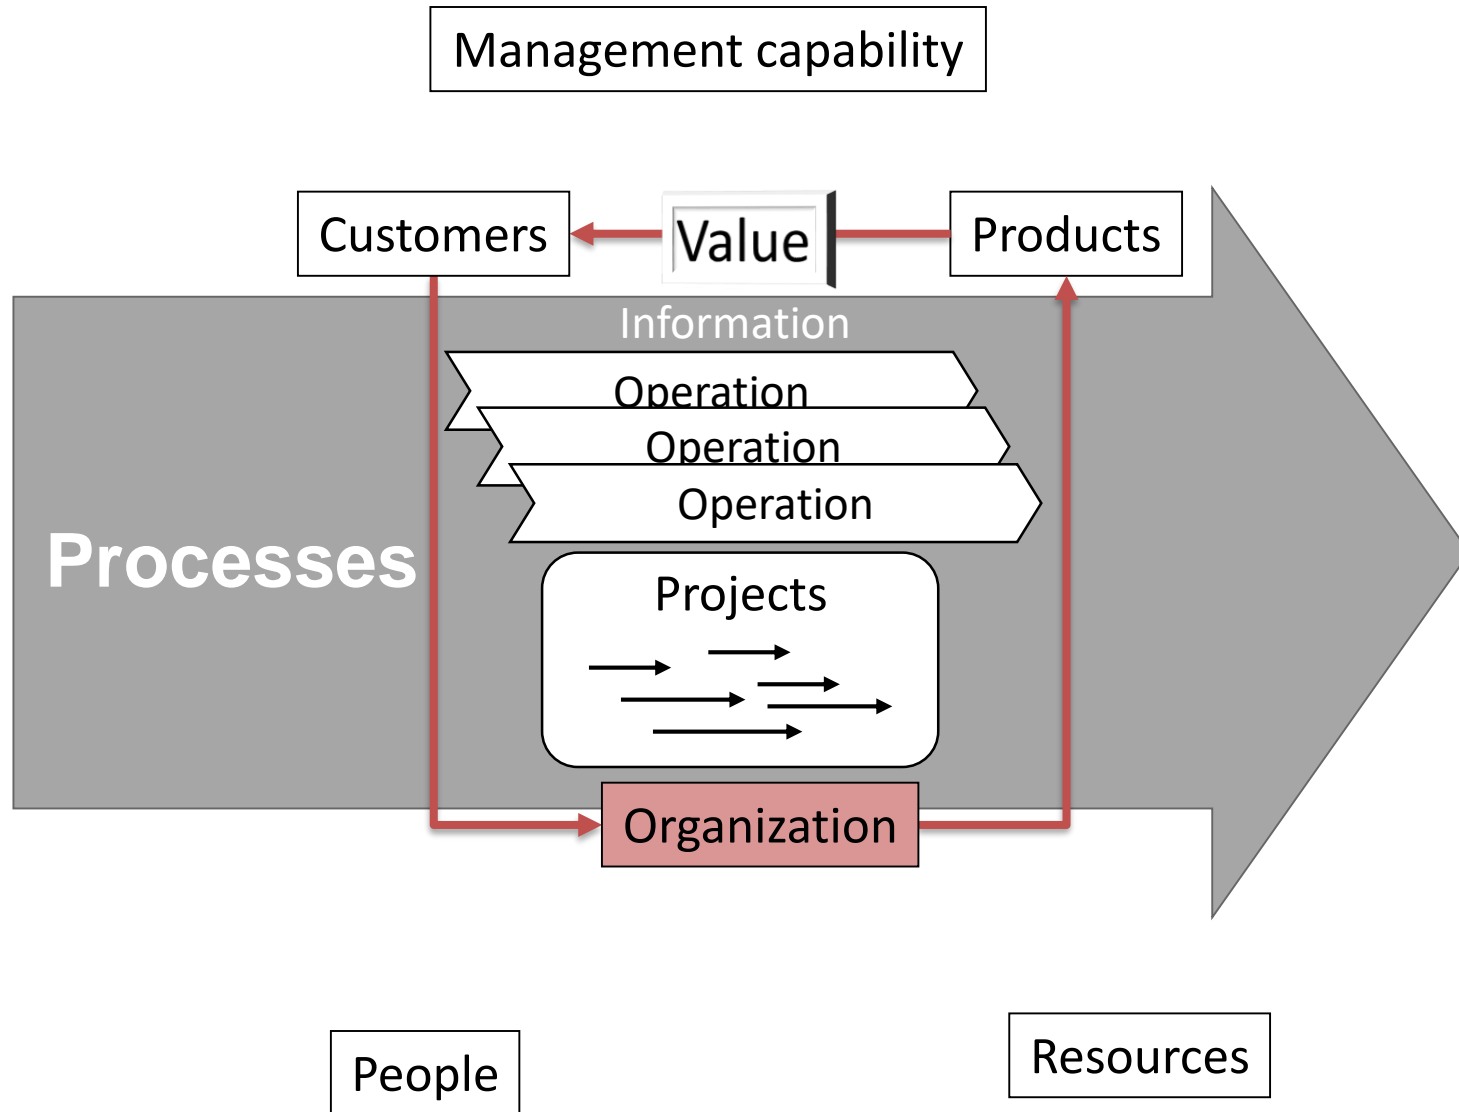 Management capability
Customers
Value
Products
Information
Operation
Operation
Operation
Processes
Projects
Organization
People
Resources